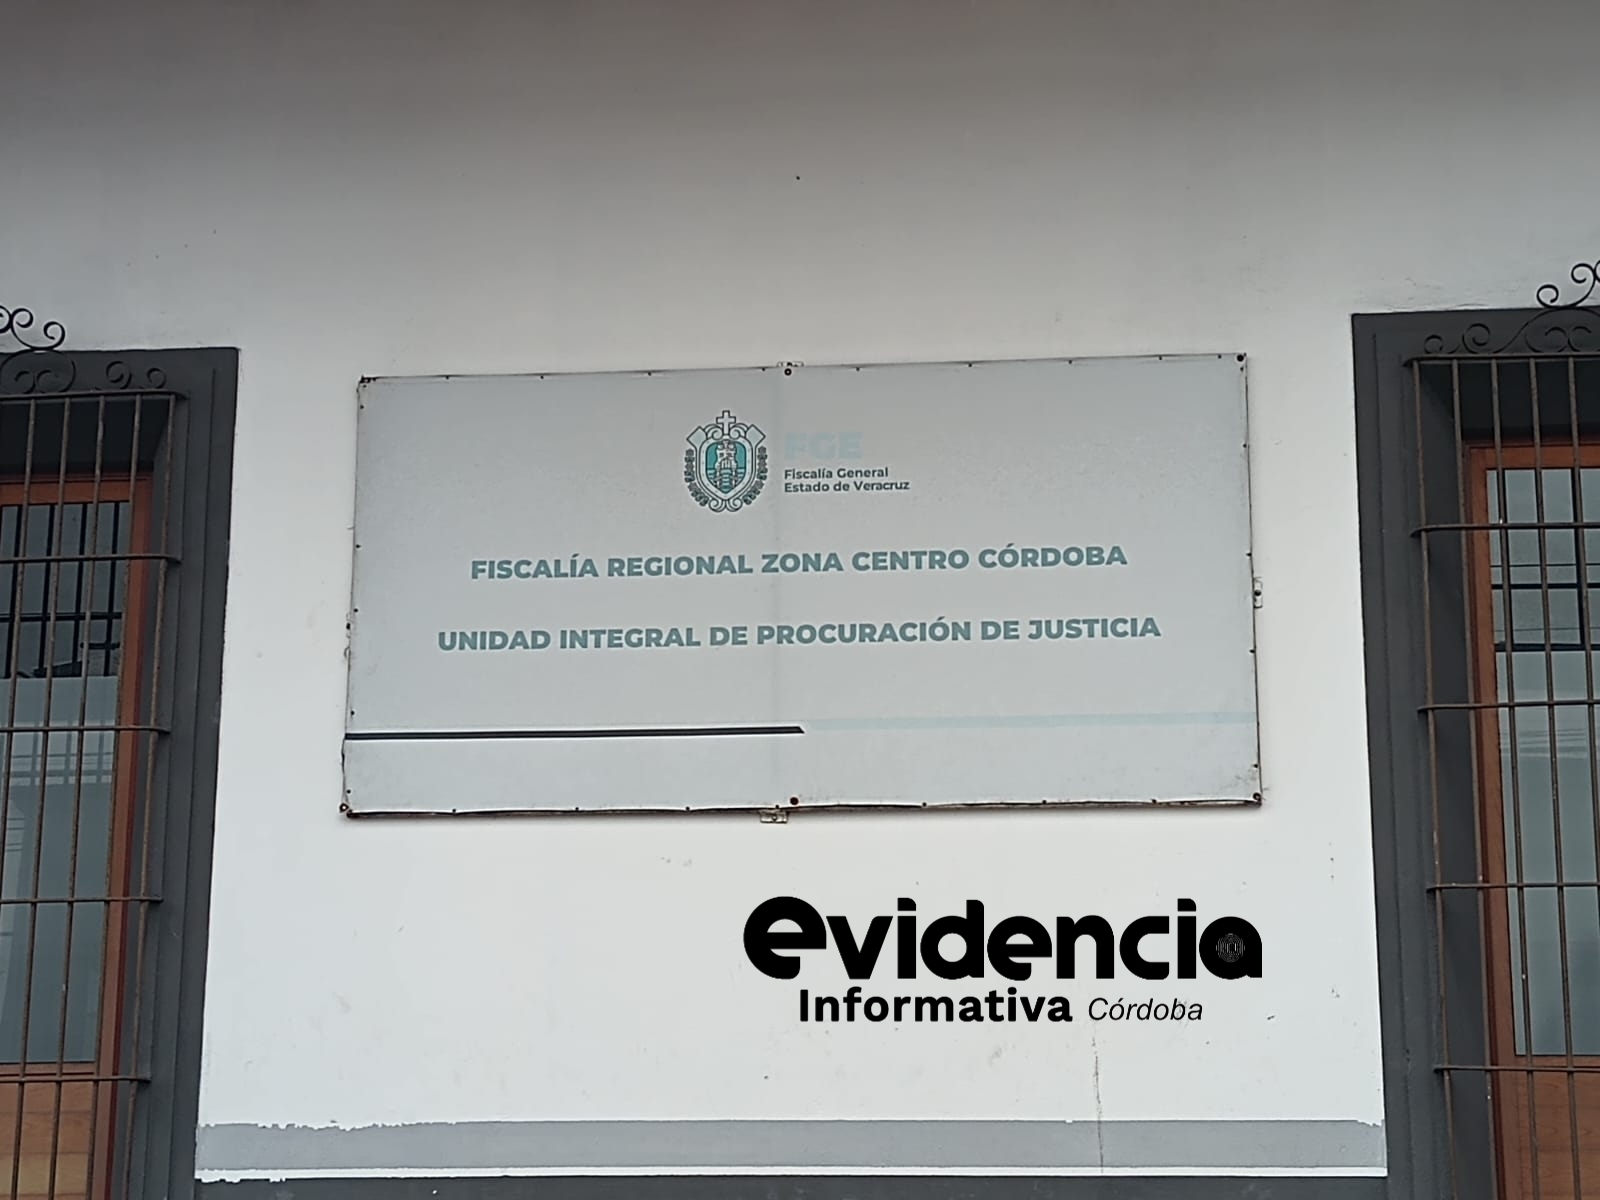 FGE
Fiscalía General
Estado de Veracruz
FISCALÍA REGIONAL ZONA CENTRO CÓRDOBA
UNIDAD INTEGRAL DE PROCURACIÓN DE JUSTICIA
evidencia
Informativa Córdoba